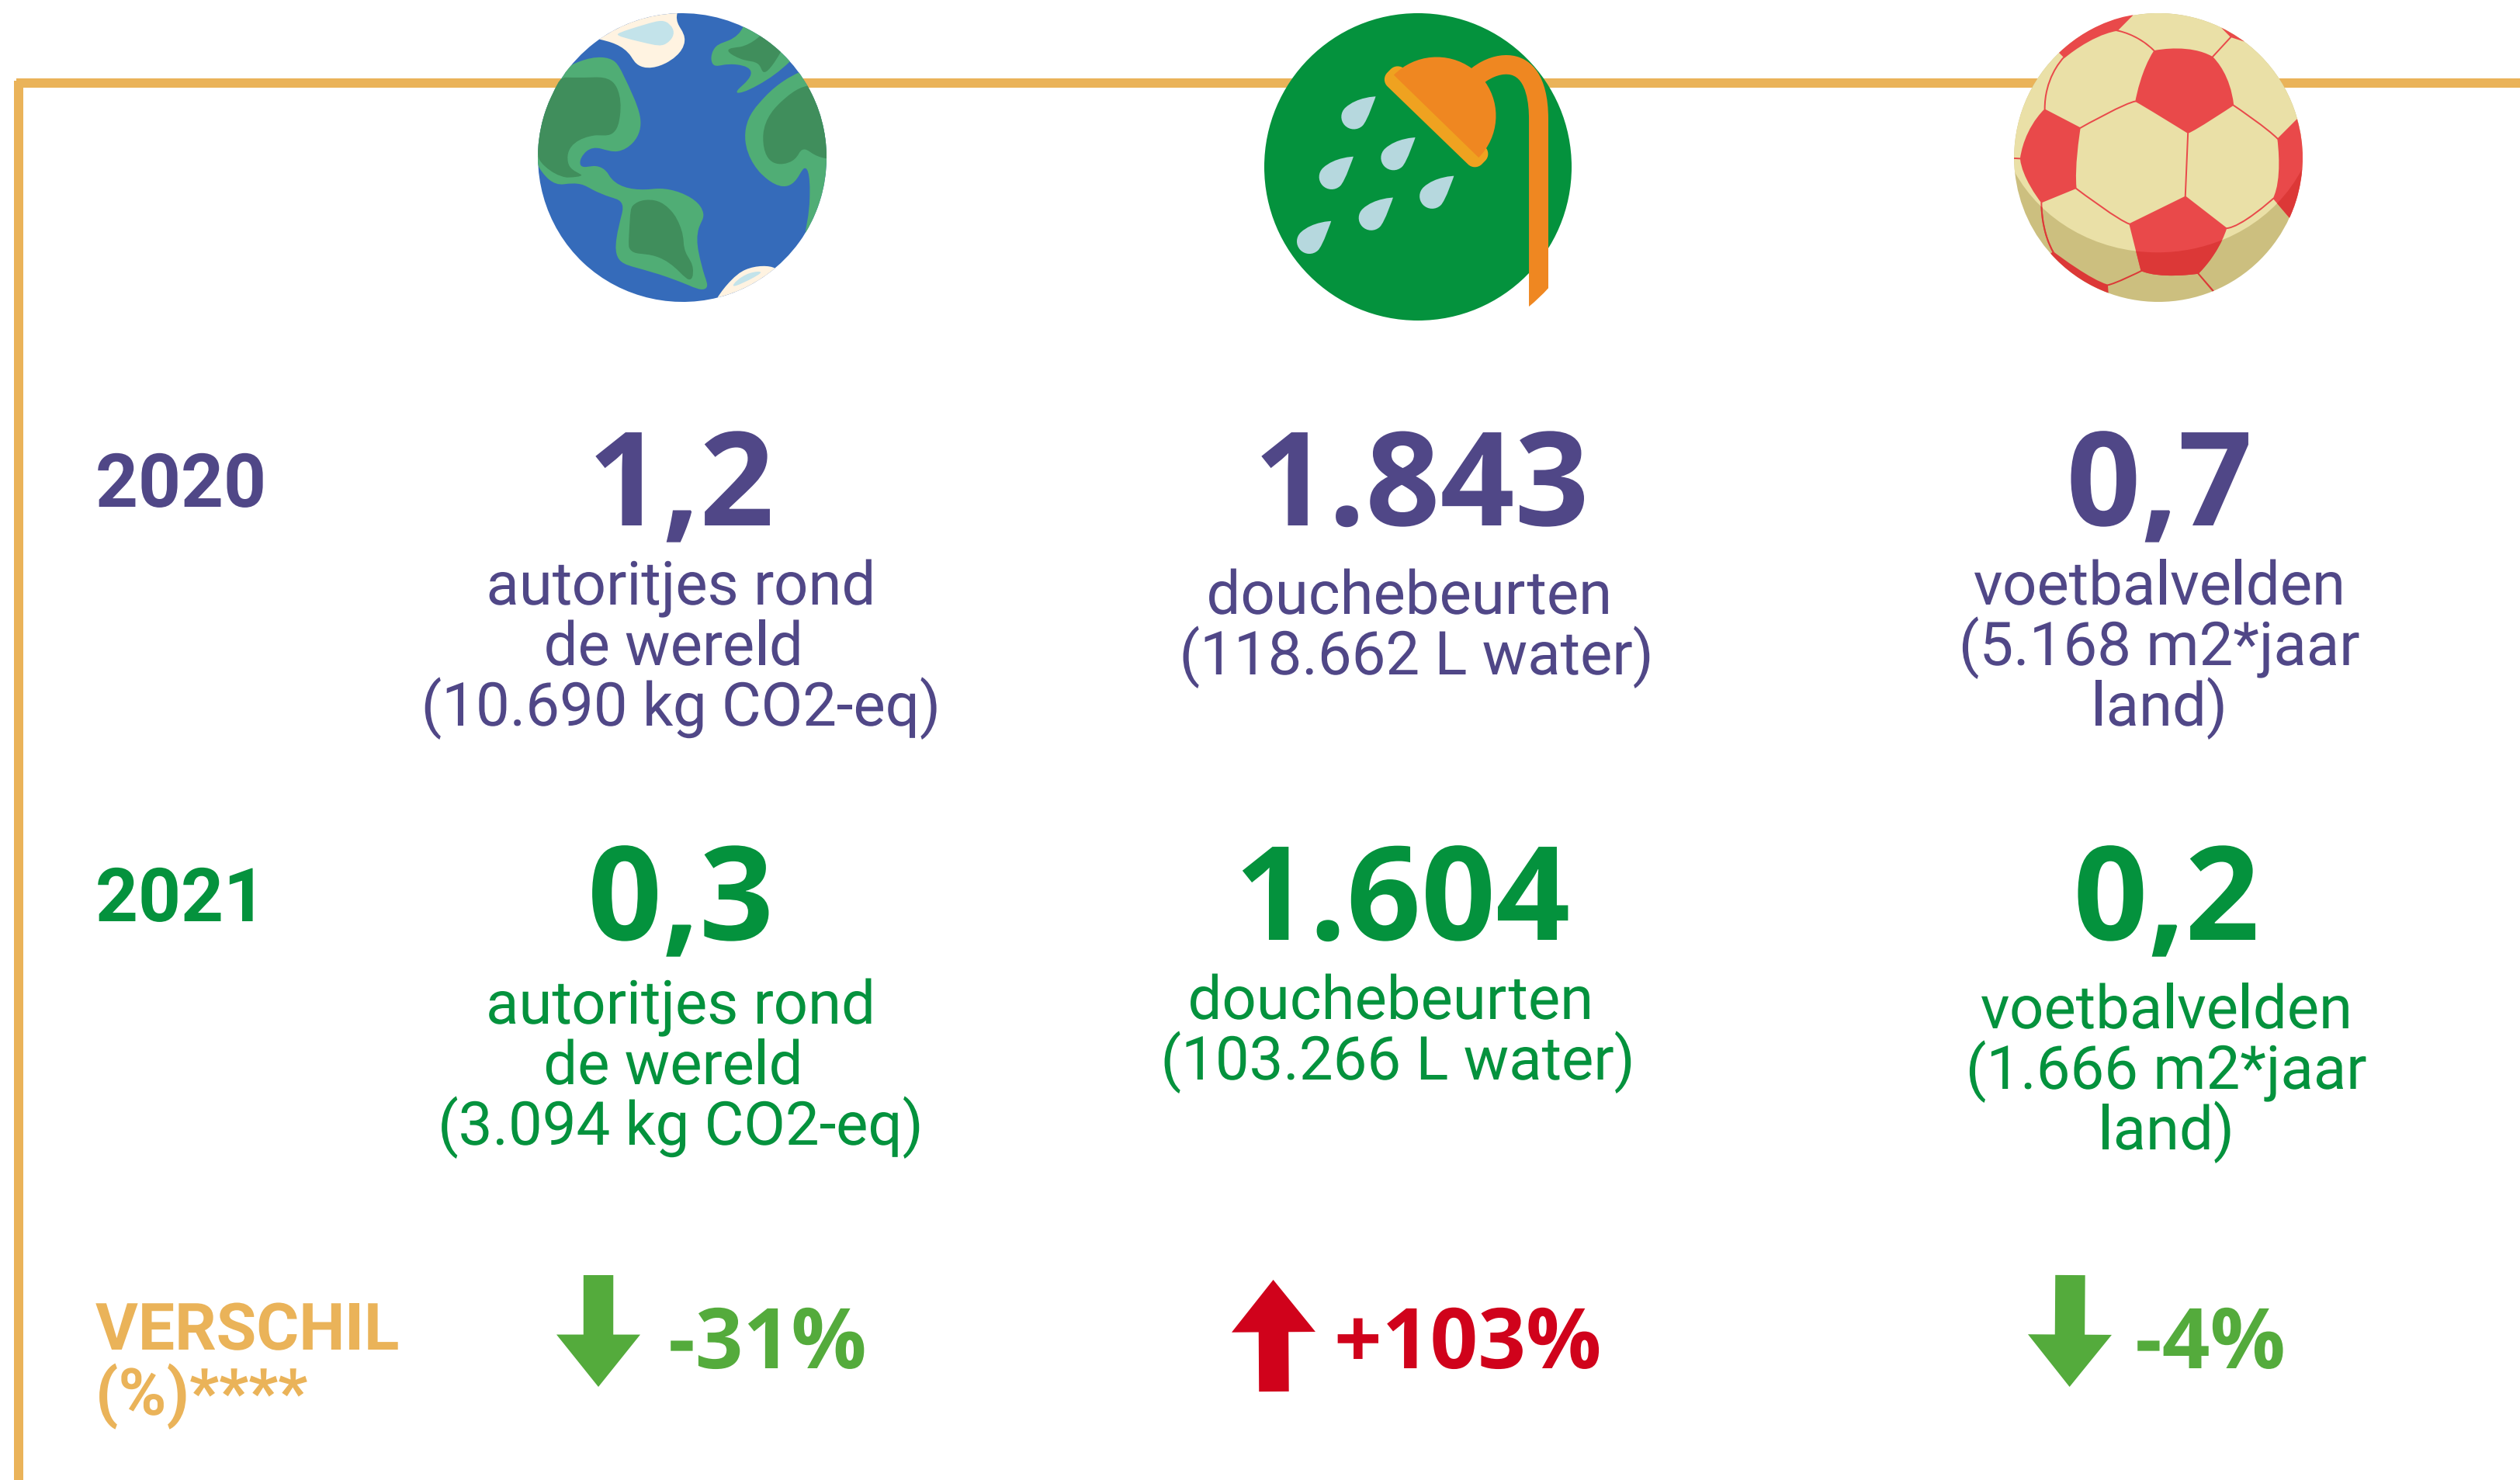 2020
1,2
autoritjes rond
de wereld
(10.690 kg CO2-eq)
1.843
douchebeurten
(118.662 L water)
0,7
voetbalvelden
(5.168 m2*jaar
land)
2021
0,3
autoritjes rond
de wereld
(3.094 kg CO2-eq)
1.604
douchebeurten
(103.266 L water)
0,2
voetbalvelden
(1.666 m2*jaar
land)
VERSCHIL
(%)****
-31%
+103%
-4%